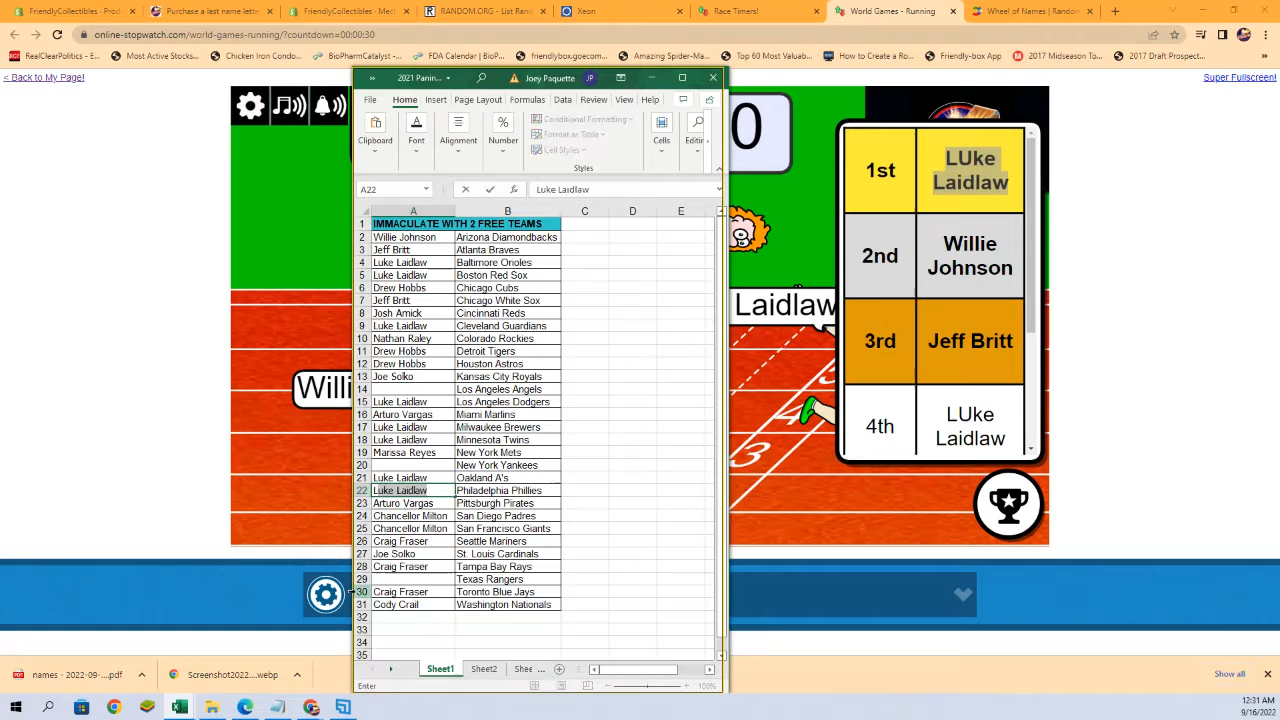 FriendlyCollectibles - Prod
Purchase a last name lette
FriendlyCollectibles - Me
RANDOM.ORG - List Ran
Xeon
Race Timers!
World Games - Running
Wheel of Names | Rando
online-stopwatch.com/world-games-running/?countdown=00:00:30
RealClearPolitics - E...
Most Active Stocks...
Chicken Iron Condo...
BioPharmCatalyst -...
FDA Calendar | BioP...
friendlybox.goecom...
Amazing Spider-Ma...
Top 60 Most Valuab...
How to Create a Ro...
Friendly-box App
2017 Midseason To...
2017 Draft Prospect...
< Back to My Page!
Super Fullscreen!
2021 Panin...
Joey Paquette
JP
File
Home
Insert
Page Layout
Formulas
Data
Review
View
Help
Clipboard
Font
Alignment
Number
Conditional Formatting
Format as Table
Cell Styles
Styles
Cells
Editin
A22
fx
Luke Laidlaw
A B C D E
1 IMMACULATE WITH 2 FREE TEAMS
2 Willie Johnson Arizona Diamondbacks
3 Jeff Britt Atlanta Braves
4 Luke Laidlaw Baltimore Orioles
5 Luke Laidlaw Boston Red Sox
6 Drew Hobbs Chicago Cubs
7 Jeff Britt Chicago White Sox
8 Josh Amick Cincinnati Reds
9 Luke Laidlaw Cleveland Guardians
10 Nathan Raley Colorado Rockies
11 Drew Hobbs Detroit Tigers
12 Drew Hobbs Houston Astros
13 Joe Solko Kansas City Royals
14 Los Angeles Angels
15 Luke Laidlaw Los Angeles Dodgers
16 Arturo Vargas Miami Marlins
17 Luke Laidlaw Milwaukee Brewers
18 Luke Laidlaw Minnesota Twins
19 Marissa Reyes New York Mets
20 New York Yankees
21 Luke Laidlaw Oakland A's
22 Luke Laidlaw Philadelphia Phillies
23 Arturo Vargas Pittsburgh Pirates
24 Chancellor Milton San Diego Padres
25 Chancellor Milton San Francisco Giants
26 Craig Fraser Seattle Mariners
27 Joe Solko St. Louis Cardinals
28 Craig Fraser Tampa Bay Rays
29 Texas Rangers
30 Craig Fraser Toronto Blue Jays
31 Cody Crail Washington Nationals
32
33
34
35
Sheet1
Sheet2
Shee ...
Enter
100%
0
Laidlaw
Willi
3
4
3
1st LUke Laidlaw
2nd Willie Johnson
3rd Jeff Britt
4th LUke Laidlaw
names - 2022-09-....pdf
Screenshot2022....webp
Show all
12:31 AM
9/16/2022